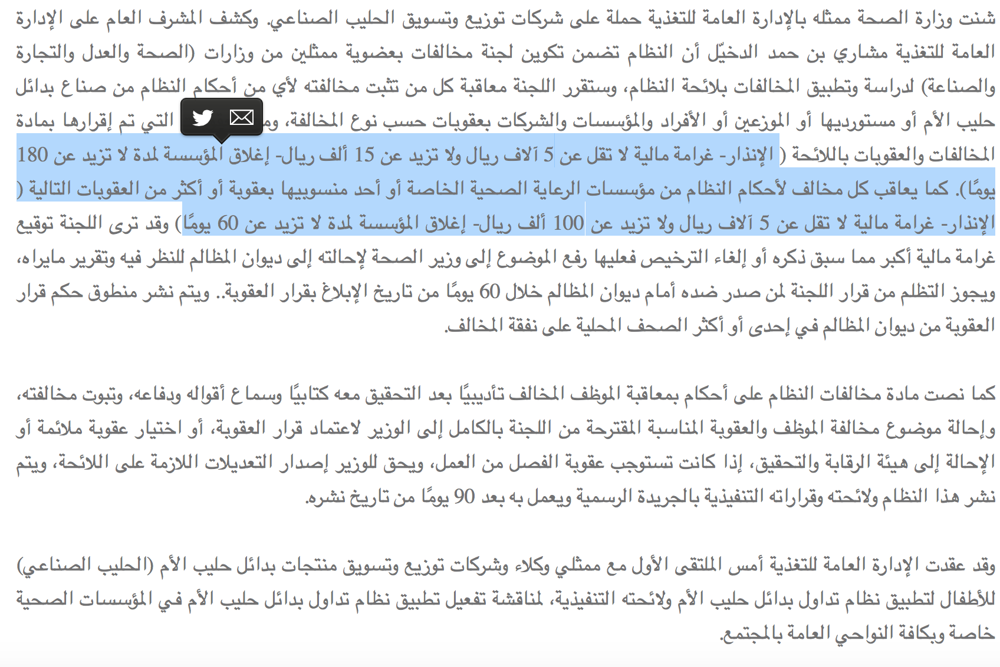 شنت وزارة الصحة ممثله بالإدارة العامة للتغذية حملة على شركات توزيع وتسويق الحليب الصناعي. وكشف المشرف العام على الإدارة
العامة للتغذية مشاري بن حمد الدخيّل أن النظام تضمن تكوين لجنة مخالفات بعضوية ممثلين من وزارات (الصحة والعدل والتجارة
والصناعة) لدراسة وتطبيق المخالفات بلائحة النظام، وستقرر اللجنة معاقبة كل من تثبت مخالفته لأي من أحكام النظام من صناع بدائل
حليب الأم أو مستورديها أو الموزعين أو الأفراد والمؤسسات والشركات بعقوبات حسب نوع المخالفة، التي تم إقرارها بمادة
المخالفات والعقوبات باللائحة ( الإنذار- غرامة مالية لا تقل عن 5 آلاف ريال ولا تزيد عن 15 ألف ريال- إغلاق المؤسسة لمدة لا تزيد عن 180
يومًا). كما يعاقب كل مخالف لأحكام النظام من مؤسسات الرعاية الصحية الخاصة أو أحد منسوبيها بعقوبة أو أكثر من العقوبات التالية (
الإنذار- غرامة مالية لا تقل عن 5 آلاف ريال ولا تزيد عن 100 ألف ريال- إغلاق المؤسسة لمدة لا تزيد عن 60 يومًا) وقد ترى اللجنة توقيع
غرامة مالية أكبر مما سبق ذكره أو إلغاء الترخيص فعليها رفع الموضوع إلى وزير الصحة لإحالته إلى ديوان المظالم للنظر فيه وتقرير مايراه،
ويجوز التظلم من قرار اللجنة لمن صدر ضده أمام ديوان المظالم خلال 60 يومًا من تاريخ الإبلاغ بقرار العقوبة.. ويتم نشر منطوق حكم قرار
العقوبة من ديوان المظالم في إحدى أو أكثر الصحف المحلية على نفقة المخالف.
كما نصت مادة مخالفات النظام على أحكام بمعاقبة الموظف المخالف تأديبيًا بعد التحقيق معه كتابيًا وسماع أقواله ودفاعه، وتبوت مخالفته،
وإحالة موضوع مخالفة الموظف والعقوبة المناسبة المقترحة من اللجنة بالكامل إلى الوزير لاعتماد قرار العقوبة، أو اختيار عقوبة ملائمة أو
الإحالة إلى هيئة الرقابة والتحقيق، إذا كانت تستوجب عقوبة الفصل من العمل، ويحق للوزير إصدار التعديلات اللازمة على اللائحة، ويتم
نشر هذا النظام ولائحته وقراراته التنفيذية بالجريدة الرسمية ويعمل به بعد 90 يومًا من تاريخ نشره.
وقد عقدت الإدارة العامة للتغذية أمس الملتقى الأول مع ممثلي وكلاء وشركات توزيع وتسويق منتجات بدائل حليب الأم (الحليب الصناعي)
للأطفال لتطبيق نظام تداول بدائل حليب الأم ولائحته التنفيذية، لمناقشة تفعيل تطبيق نظام تداول بدائل حليب الأم في المؤسسات الصحية
خاصة وبكافة النواحي العامة بالمجتمع.